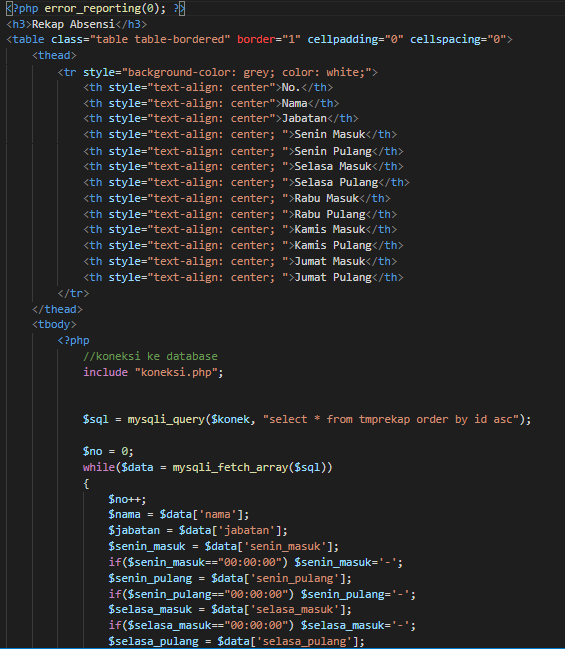 <?php error_reporting(0); ?>
<h3>Rekap Absensi</h3>
<table class="table table-bordered" border="1" cellpadding="0" cellspacing="0">
    <thead>
        <tr style="background-color: grey; color: white;">
            <th style="text-align: center">No.</th>
            <th style="text-align: center">Nama</th>
            <th style="text-align: center">Jabatan</th>
            <th style="text-align: center; ">Senin Masuk</th>
            <th style="text-align: center; ">Senin Pulang</th>
            <th style="text-align: center; ">Selasa Masuk</th>
            <th style="text-align: center; ">Selasa Pulang</th>
            <th style="text-align: center; ">Rabu Masuk</th>
            <th style="text-align: center; ">Rabu Pulang</th>
            <th style="text-align: center; ">Kamis Masuk</th>
            <th style="text-align: center; ">Kamis Pulang</th>
            <th style="text-align: center; ">Jumat Masuk</th>
            <th style="text-align: center; ">Jumat Pulang</th>
        </tr>
    </thead>
    <tbody>
        <?php
            //koneksi ke database
            include "koneksi.php";

            $sql = mysqli_query($konek, "select * from tmprekap order by id asc");

            $no = 0;
            while($data = mysqli_fetch_array($sql))
            {
                $no++;
                $nama = $data['nama'];
                $jabatan = $data['jabatan'];
                $senin_masuk = $data['senin_masuk'];
                if($senin_masuk=="00:00:00") $senin_masuk='-';
                $senin_pulang = $data['senin_pulang'];
                if($senin_pulang=="00:00:00") $senin_pulang='-';
                $selasa_masuk = $data['selasa_masuk'];
                if($selasa_masuk=="00:00:00") $selasa_masuk='-';
                $selasa_pulang = $data['selasa_pulang'];